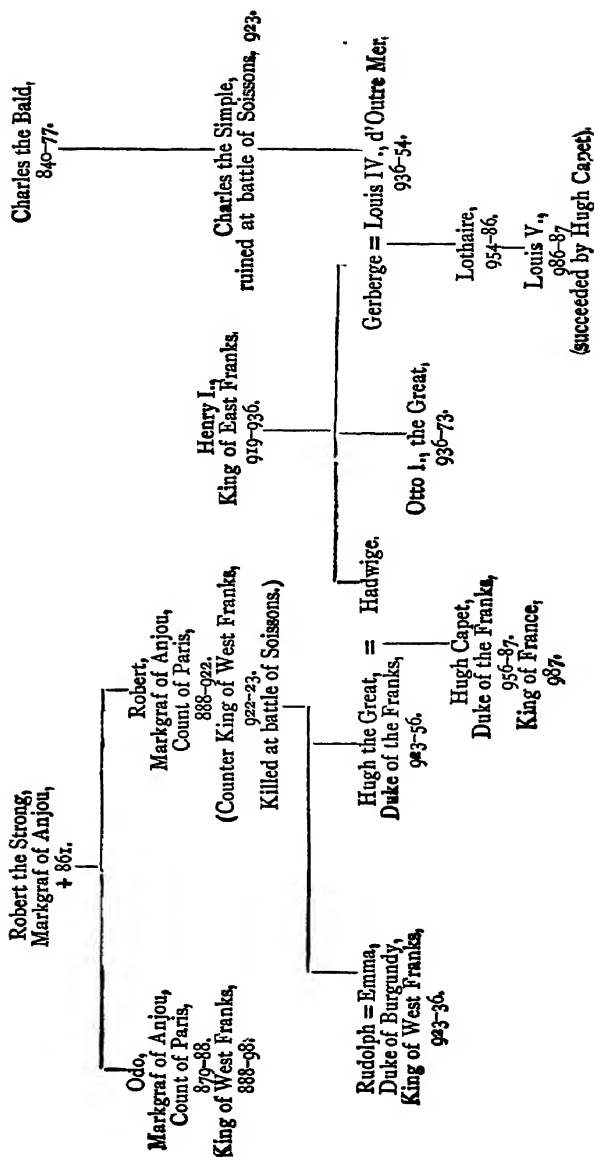 Robert the Strong,
Markgraf of Anjou,
+ 861.
Odo,
Markgraf of Anjou,
Count of Paris,
879-88.
King of West Franks,
888-98.
Robert,
Markgraf of Anjou,
Count of Paris,
888-922.
(Counter King of West Franks,
922-23.
Killed at battle of Soissons.)
Rudolph = Emma,
Duke of Burgundy,
King of West Franks,
923-36.
Hugh the Great,
Duke of the Franks,
923-56.
=
Hadwige.
Hugh Capet,
Duke of the Franks,
956-87.
King of France,
987.
Henry I.,
King of East Franks.
919-936.
Otto I., the Great,
936-73.
Charles the Bald,
840-77.
Charles the Simple,
ruined at battle of Soissons, 923.
Gerberge = Louis IV., d'Outre Mer,
936-54.
Lothaire,
954-86.
Louis V.,
986-87
(succeeded by Hugh Capet).